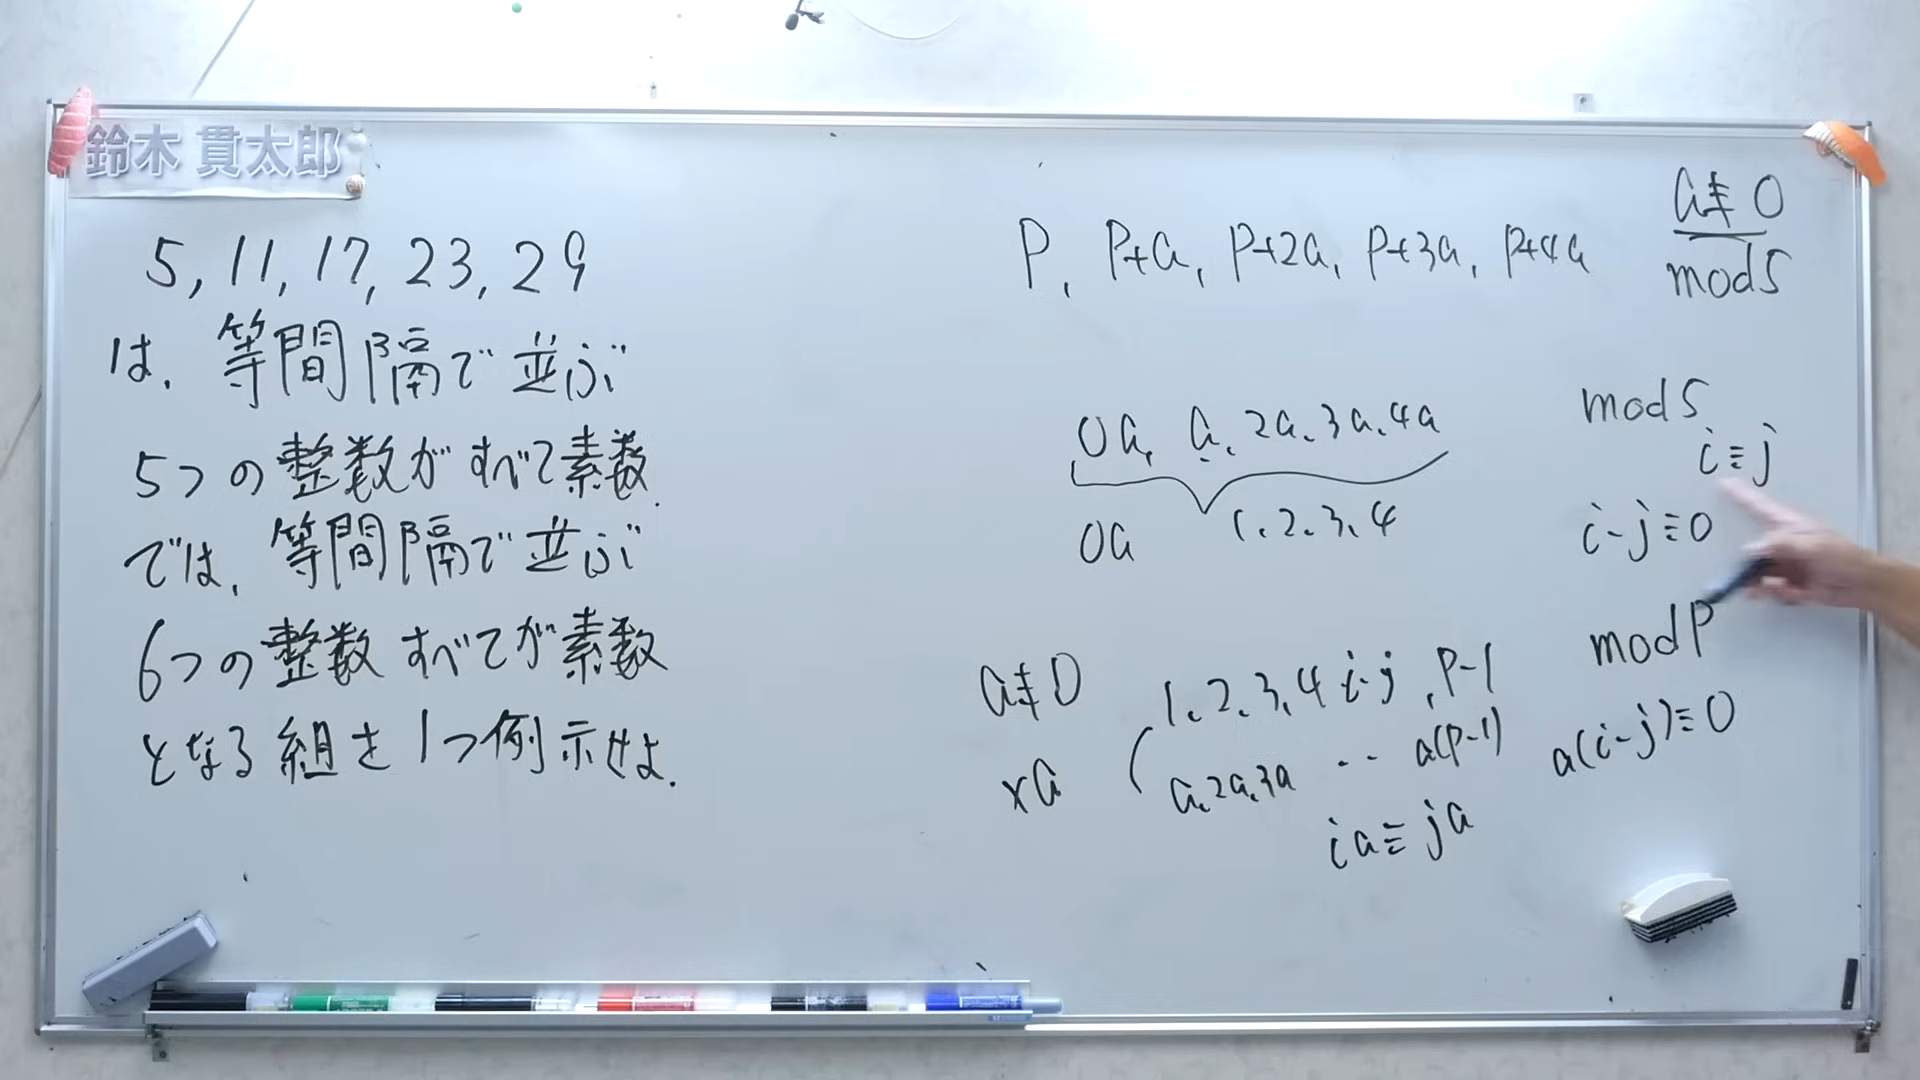 鈴木 貫太郎
5, 11, 17, 23, 29
は、等間隔で並ぶ
5つの整数がすべて素数.
では、等間隔で並ぶ
6つの整数すべてが素数
となる組を1つ例示せよ.
P, P+a, P+2a, P+3a, P+4a
a≢0
mod5
0a, a, 2a, 3a, 4a
0a 1, 2, 3, 4
mod5
i≡j
i-j≡0
modP
a(i-j)≡0
a≢0 1, 2, 3, 4 i-j, P-1
×a a, 2a, 3a ‥ a(P-1)
ia≡ja